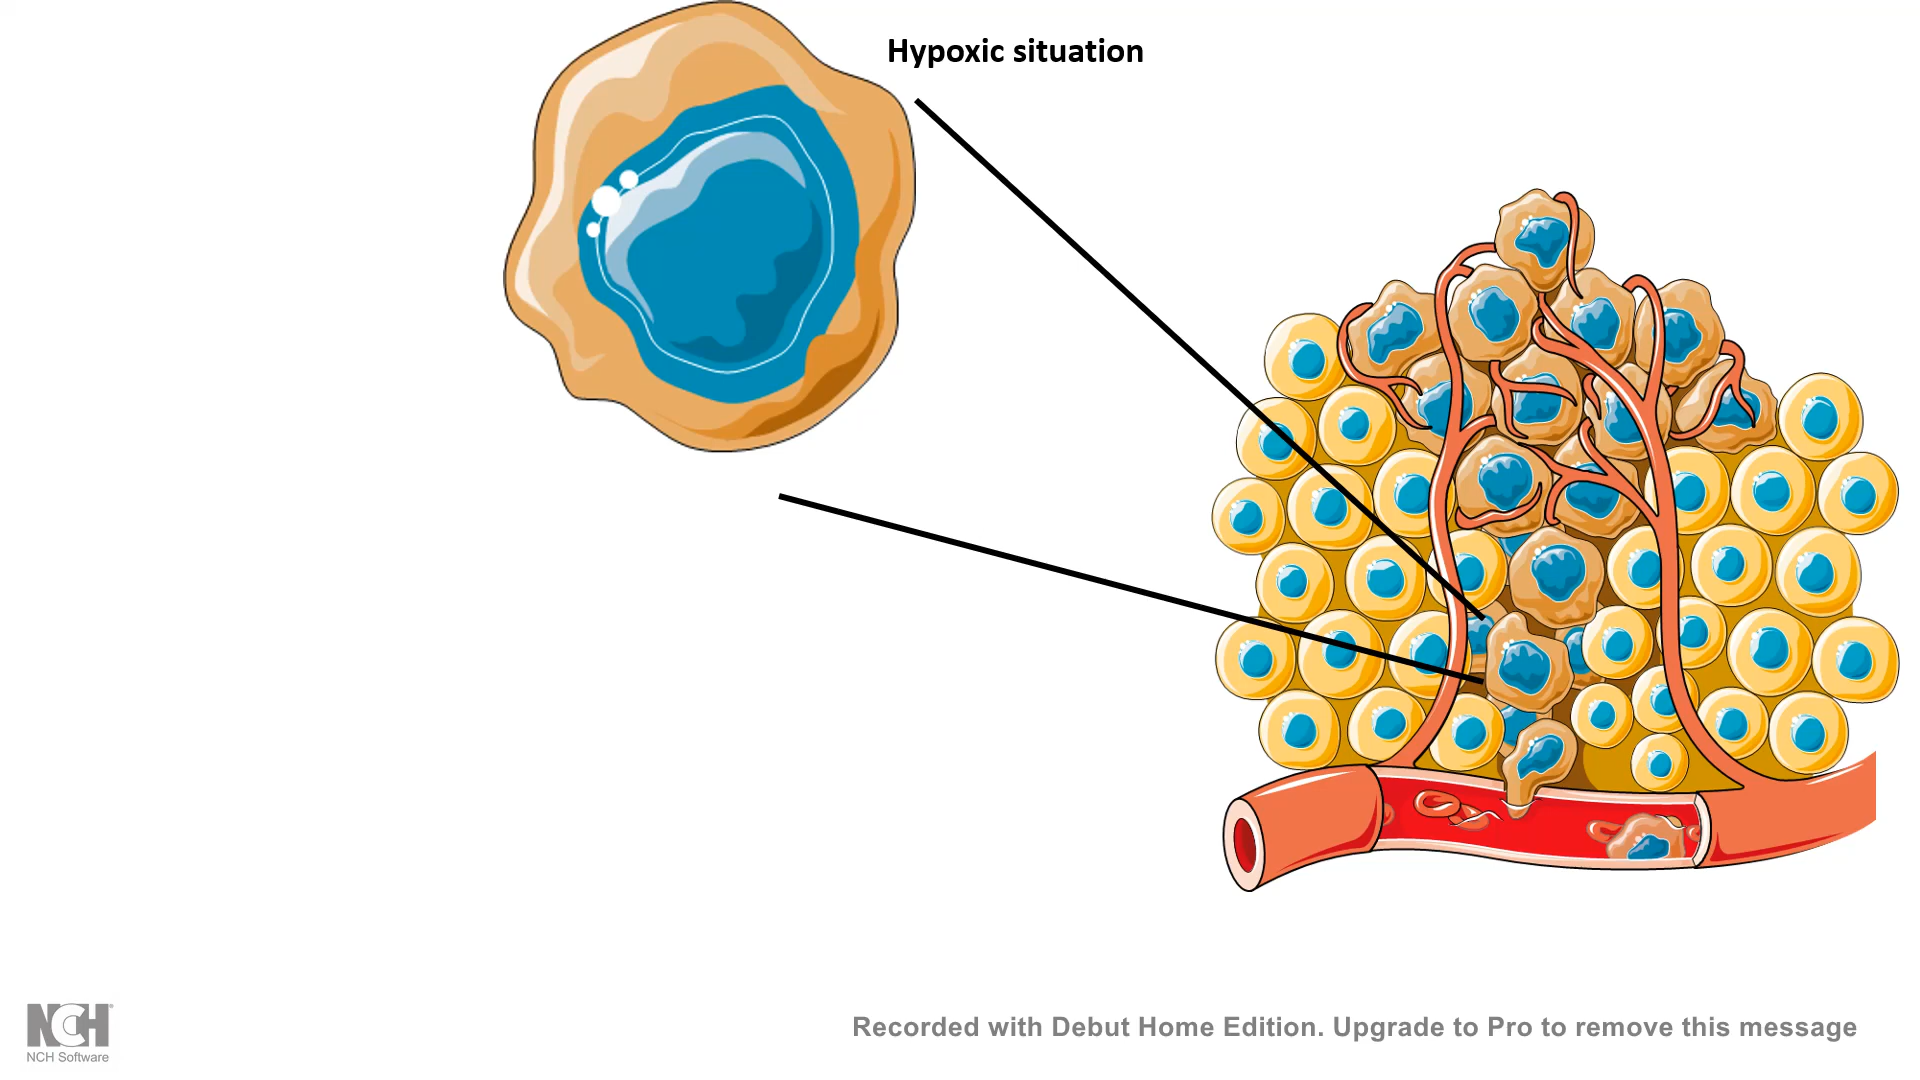 Hypoxic situation
NCH
NCH Software
Recorded with Debut Home Edition. Upgrade to Pro to remove this message